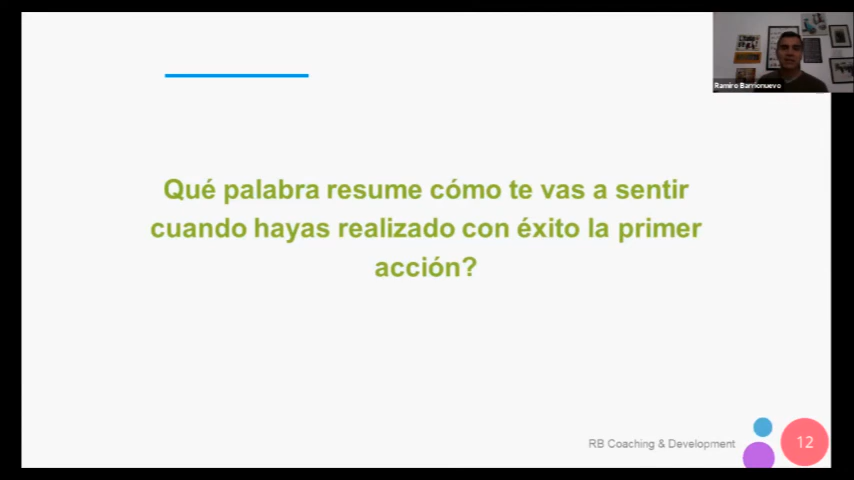 Ramiro Barrionuevo
Qué palabra resume cómo te vas a sentir
cuando hayas realizado con éxito la primer
acción?
RB Coaching & Development
12